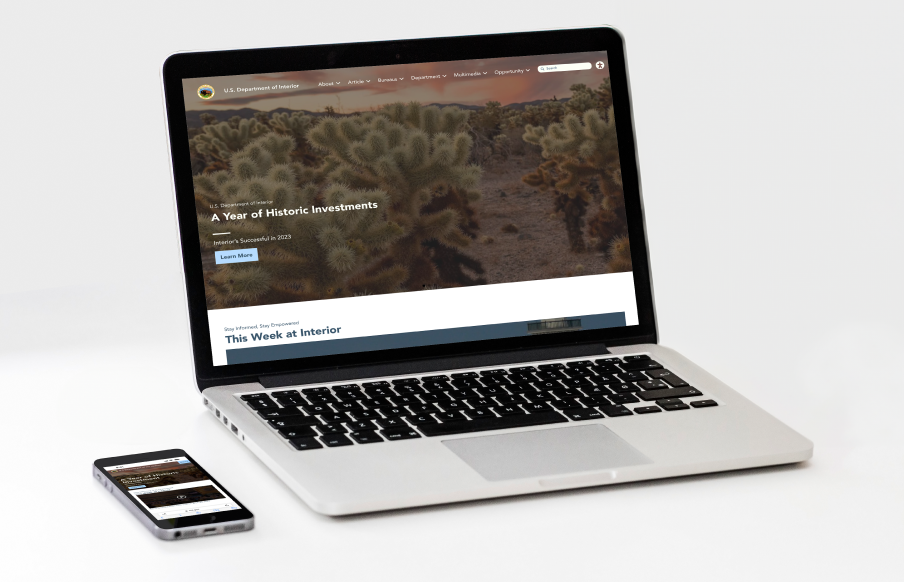 U.S. Department of Interior
About
Article
Bureaus
Department
Multimedia
Opportunity
Search
U.S. Department of Interior
A Year of Historic Investments
Interior's Successful in 2023
Learn More
Stay Informed, Stay Empowered!
This Week at Interior
A Year of Historic
Investment